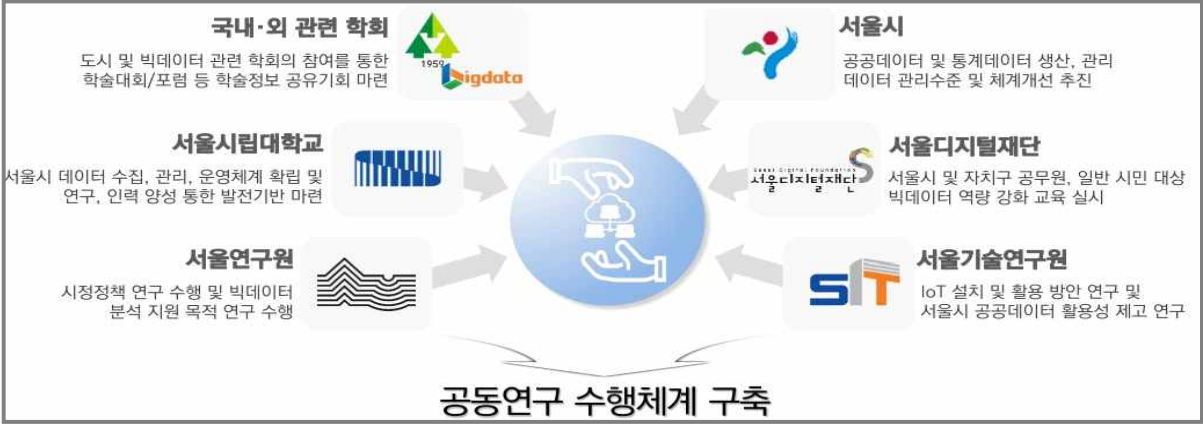 국내·외 관련 학회
도시 및 빅데이터 관련 학회의 참여를 통한
학술대회/포럼 등 학술정보 공유기회 마련
1959
bigdata
서울시
공공데이터 및 통계데이터 생산, 관리
데이터 관리수준 및 체계개선 추진
서울시립대학교
서울시 데이터 수집, 관리, 운영체계 확립 및
연구, 인력 양성 통한 발전기반 마련
Seoul Digital Foundation
서울디지털재단
서울디지털재단
서울시 및 자치구 공무원, 일반 시민 대상
빅데이터 역량 강화 교육 실시
서울연구원
시정정책 연구 수행 및 빅데이터
분석 지원 목적 연구 수행
SIT
서울기술연구원
IoT 설치 및 활용 방안 연구 및
서울시 공공데이터 활용성 제고 연구
공동연구 수행체계 구축